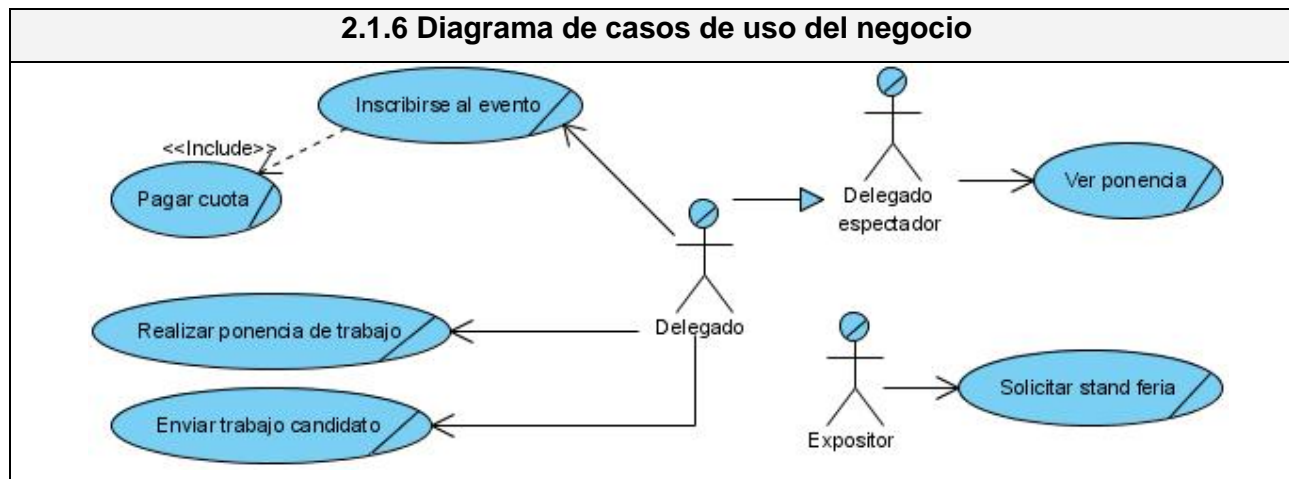 2.1.6 Diagrama de casos de uso del negocio
Inscribirse al evento
<<Include>>
Pagar cuota
Delegado
espectador
Ver ponencia
Realizar ponencia de trabajo
Delegado
Enviar trabajo candidato
Expositor
Solicitar stand feria